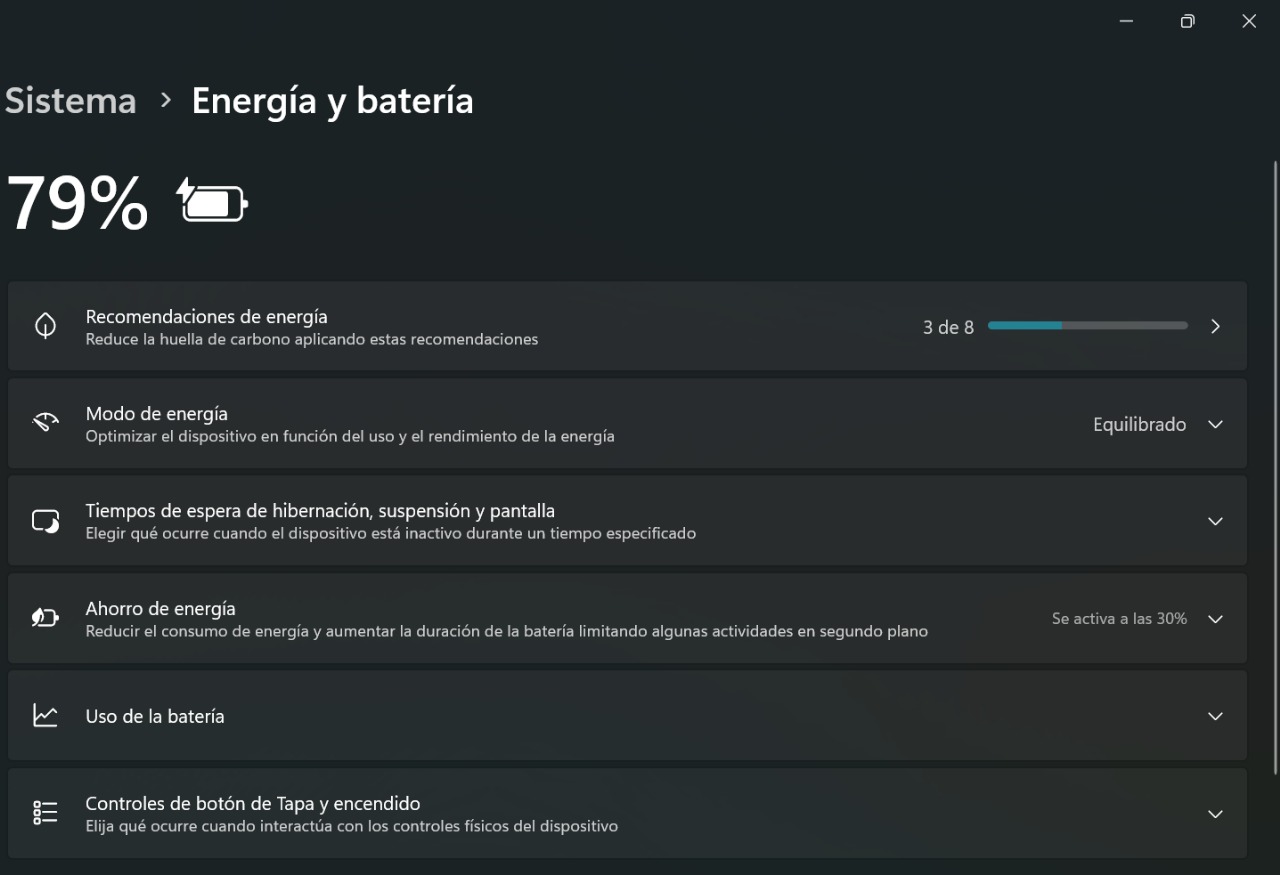 Sistema > Energía y batería
79%
Recomendaciones de energía
Reduce la huella de carbono aplicando estas recomendaciones
3 de 8
Modo de energía
Optimizar el dispositivo en función del uso y el rendimiento de la energía
Equilibrado
Tiempos de espera de hibernación, suspensión y pantalla
Elegir qué ocurre cuando el dispositivo está inactivo durante un tiempo especificado
Ahorro de energía
Reducir el consumo de energía y aumentar la duración de la batería limitando algunas actividades en segundo plano
Se activa a las 30%
Uso de la batería
Controles de botón de Tapa y encendido
Elija qué ocurre cuando interactúa con los controles físicos del dispositivo